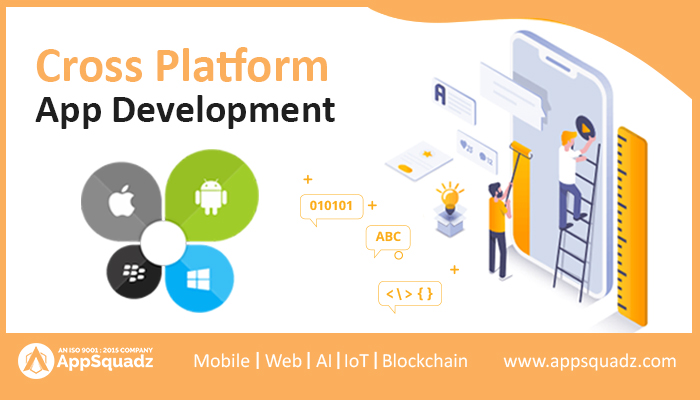 Cross Platform
App Development
A
010101
ABC
<\> { }
AN ISO 9001 : 2015 COMPANY
AppSquadz
Mobile | Web | AI | IoT | Blockchain
www.appsquadz.com